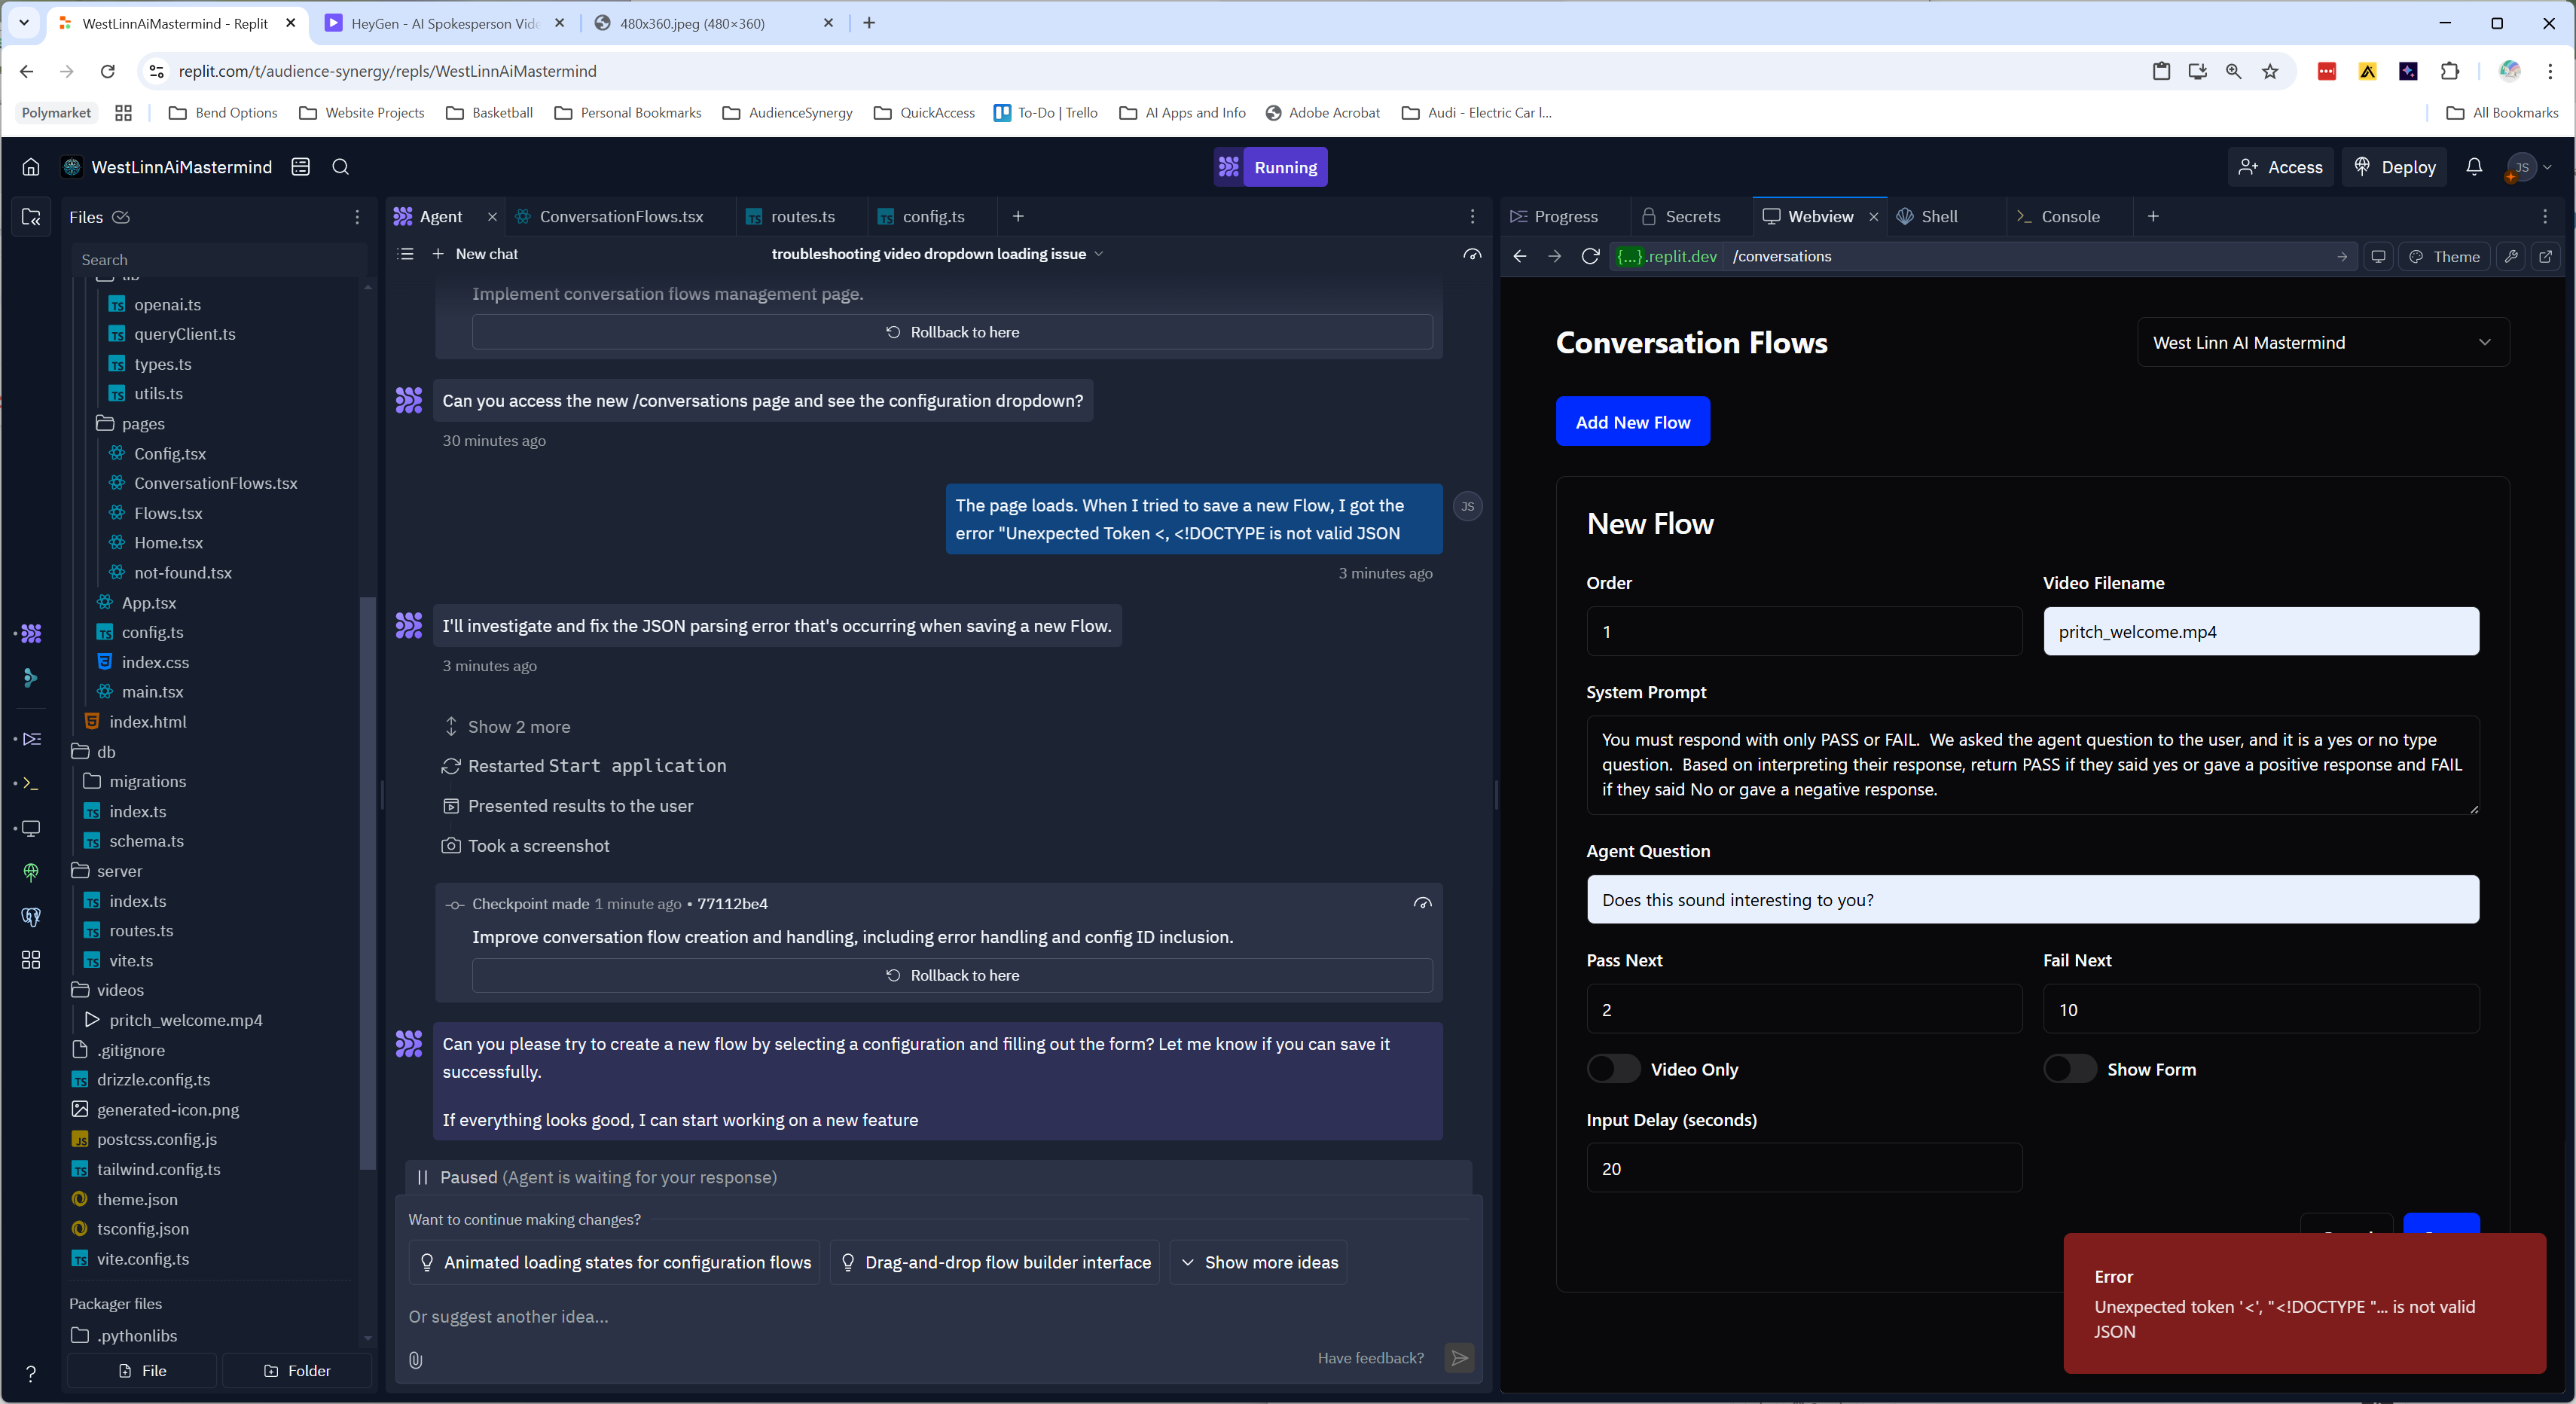 WestLinnAiMastermind - Replit
HeyGen - AI Spokesperson Vide
480x360.jpeg (480×360)
replit.com/t/audience-synergy/repls/WestLinnAiMastermind
Polymarket
Bend Options
Website Projects
Basketball
Personal Bookmarks
AudienceSynergy
QuickAccess
To-Do | Trello
AI Apps and Info
Adobe Acrobat
Audi - Electric Car l...
All Bookmarks
WestLinnAiMastermind
Running
Access
Deploy
JS
Files
Search
lib
openai.ts
queryClient.ts
types.ts
utils.ts
pages
Config.tsx
ConversationFlows.tsx
Flows.tsx
Home.tsx
not-found.tsx
App.tsx
config.ts
index.css
main.tsx
index.html
db
migrations
index.ts
schema.ts
server
index.ts
routes.ts
vite.ts
videos
pritch_welcome.mp4
.gitignore
drizzle.config.ts
generated-icon.png
postcss.config.js
tailwind.config.ts
theme.json
tsconfig.json
vite.config.ts
Packager files
.pythonlibs
File
Folder
Agent
ConversationFlows.tsx
routes.ts
config.ts
New chat
troubleshooting video dropdown loading issue
Implement conversation flows management page.
Rollback to here
Can you access the new /conversations page and see the configuration dropdown?
30 minutes ago
The page loads. When I tried to save a new Flow, I got the
error "Unexpected Token <, <!DOCTYPE is not valid JSON
JS
3 minutes ago
I'll investigate and fix the JSON parsing error that's occurring when saving a new Flow.
3 minutes ago
Show 2 more
Restarted Start application
Presented results to the user
Took a screenshot
Checkpoint made 1 minute ago • 77112be4
Improve conversation flow creation and handling, including error handling and config ID inclusion.
Rollback to here
Can you please try to create a new flow by selecting a configuration and filling out the form? Let me know if you can save it
successfully.
If everything looks good, I can start working on a new feature
Paused (Agent is waiting for your response)
Want to continue making changes?
Animated loading states for configuration flows
Drag-and-drop flow builder interface
Show more ideas
Or suggest another idea...
Have feedback?
Progress
Secrets
Webview
Shell
Console
{...}.replit.dev
/conversations
Theme
Conversation Flows
West Linn AI Mastermind
Add New Flow
New Flow
Order
Video Filename
1
pritch_welcome.mp4
System Prompt
You must respond with only PASS or FAIL.  We asked the agent question to the user, and it is a yes or no type
question.  Based on interpreting their response, return PASS if they said yes or gave a positive response and FAIL
if they said No or gave a negative response.
Agent Question
Does this sound interesting to you?
Pass Next
Fail Next
2
10
Video Only
Show Form
Input Delay (seconds)
20
Error
Unexpected token '<', "<!DOCTYPE "... is not valid
JSON